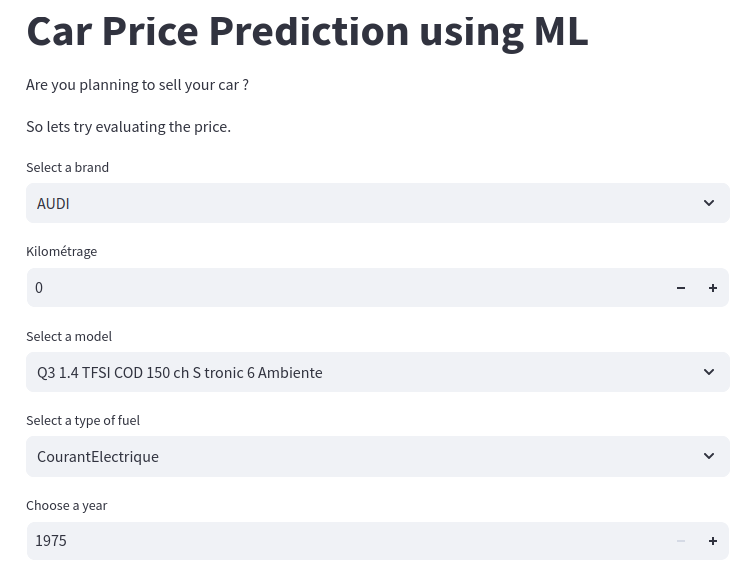 Car Price Prediction using ML
Are you planning to sell your car ?
So lets try evaluating the price.
Select a brand
AUDI
Kilométrage
0
Select a model
Q3 1.4 TFSI COD 150 ch S tronic 6 Ambiente
Select a type of fuel
CourantElectrique
Choose a year
1975